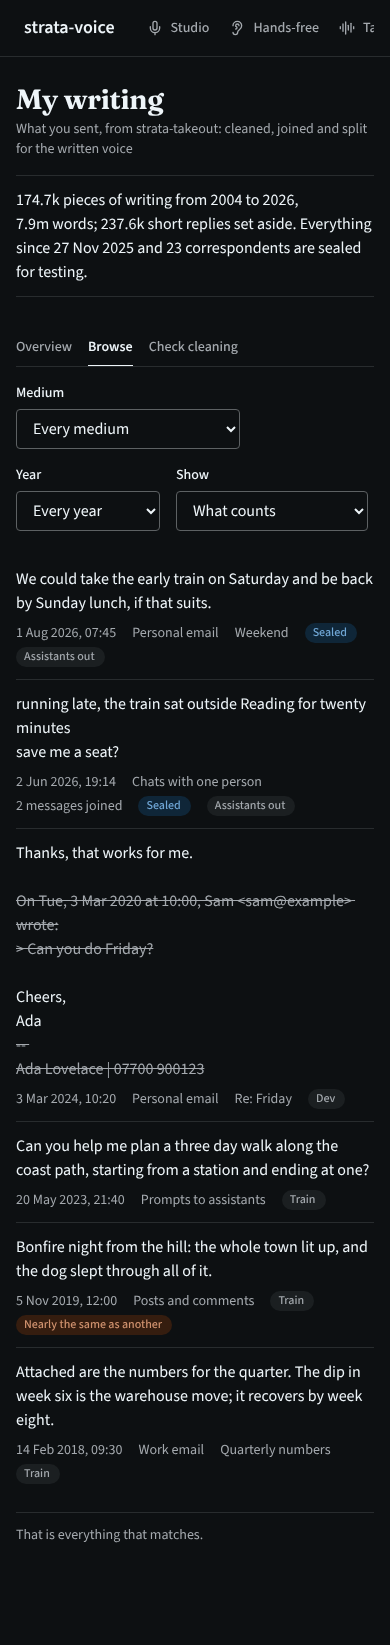 strata-voice Studio Hands-free Ta
My writing
What you sent, from strata-takeout: cleaned, joined and split
for the written voice
174.7k pieces of writing from 2004 to 2026,
7.9m words; 237.6k short replies set aside. Everything
since 27 Nov 2025 and 23 correspondents are sealed
for testing.
Overview Browse Check cleaning
Medium
Every medium
Year Show
Every year What counts
We could take the early train on Saturday and be back
by Sunday lunch, if that suits.
1 Aug 2026, 07:45 Personal email Weekend Sealed
Assistants out
running late, the train sat outside Reading for twenty
minutes
save me a seat?
2 Jun 2026, 19:14 Chats with one person
2 messages joined Sealed Assistants out
Thanks, that works for me.
On Tue, 3 Mar 2020 at 10:00, Sam <sam@example>
wrote:
> Can you do Friday?
Cheers,
Ada
--
Ada Lovelace | 07700 900123
3 Mar 2024, 10:20 Personal email Re: Friday Dev
Can you help me plan a three day walk along the
coast path, starting from a station and ending at one?
20 May 2023, 21:40 Prompts to assistants Train
Bonfire night from the hill: the whole town lit up, and
the dog slept through all of it.
5 Nov 2019, 12:00 Posts and comments Train
Nearly the same as another
Attached are the numbers for the quarter. The dip in
week six is the warehouse move; it recovers by week
eight.
14 Feb 2018, 09:30 Work email Quarterly numbers
Train
That is everything that matches.